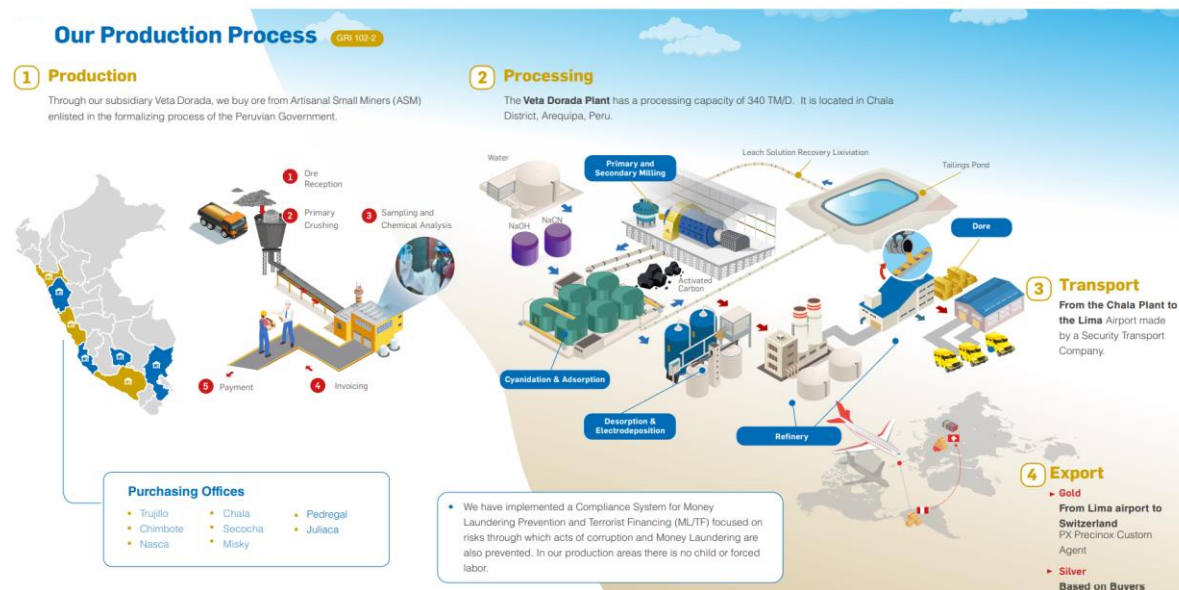 Our Production Process
GRI 102-2
1
Production
Through our subsidiary Veta Dorada, we buy ore from Artisanal Small Miners (ASM)
enlisted in the formalizing process of the Peruvian Government.
1
Ore
Reception
2
Primary
Crushing
3
Sampling and
Chemical Analysis
5
Payment
4
Invoicing
Purchasing Offices
Trujillo
Chimbote
Nasca
Chala
Secocha
Misky
Pedregal
Juliaca
2
Processing
The Veta Dorada Plant has a processing capacity of 340 TM/D. It is located in Chala
District, Arequipa, Peru.
Water
Primary and
Secondary Milling
Leach Solution Recovery Lixiviation
Tailings Pond
NaOH
NaCN
Activated
Carbon
Dore
Cyanidation & Adsorption
Desorption &
Electrodeposition
Refinery
• We have implemented a Compliance System for Money
Laundering Prevention and Terrorist Financing (ML/TF) focused on
risks through which acts of corruption and Money Laundering are
also prevented. In our production areas there is no child or forced
labor.
3
Transport
From the Chala Plant to
the Lima Airport made
by a Security Transport
Company.
4
Export
Gold
From Lima airport to
Switzerland
PX Precinox Custom
Agent
Silver
Based on Buyers